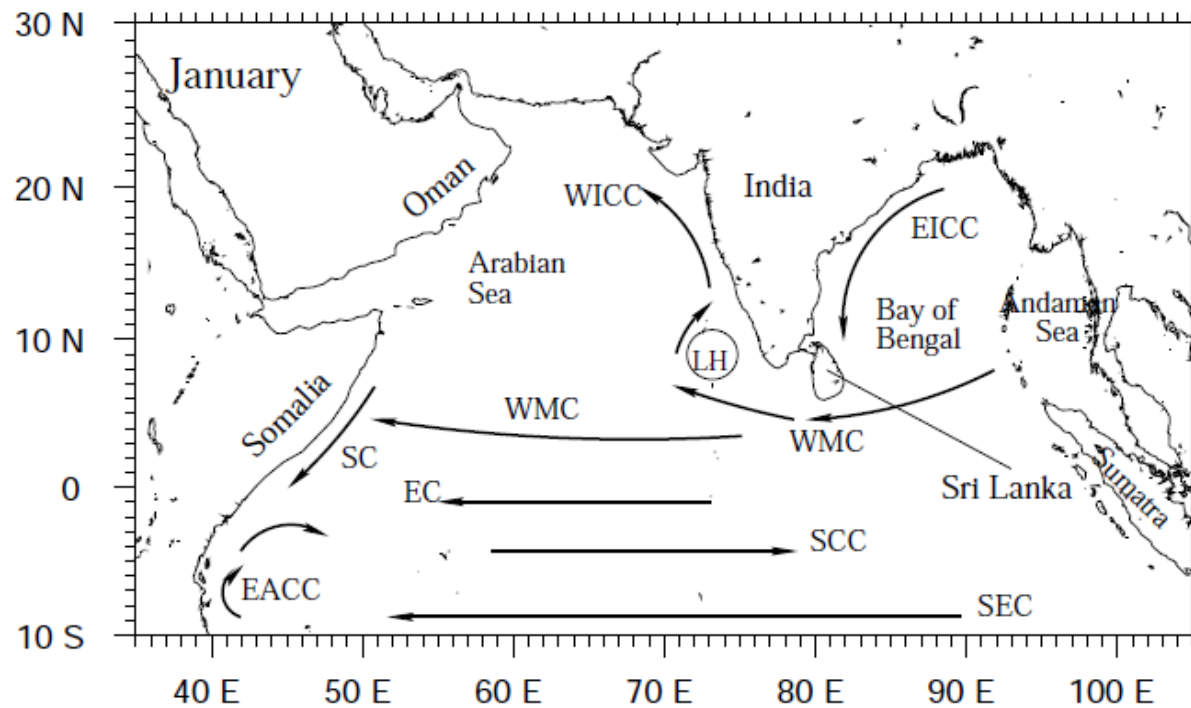 30 N
January
Oman
India
20 N
WICC
EICC
Arabian
Sea
Bay of
Bengal
Andaman
Sea
10 N
LH
Somalia
WMC
WMC
SC
Sri Lanka
Sumatra
0
EC
SCC
EACC
SEC
10 S
40 E
50 E
60 E
70 E
80 E
90 E
100 E